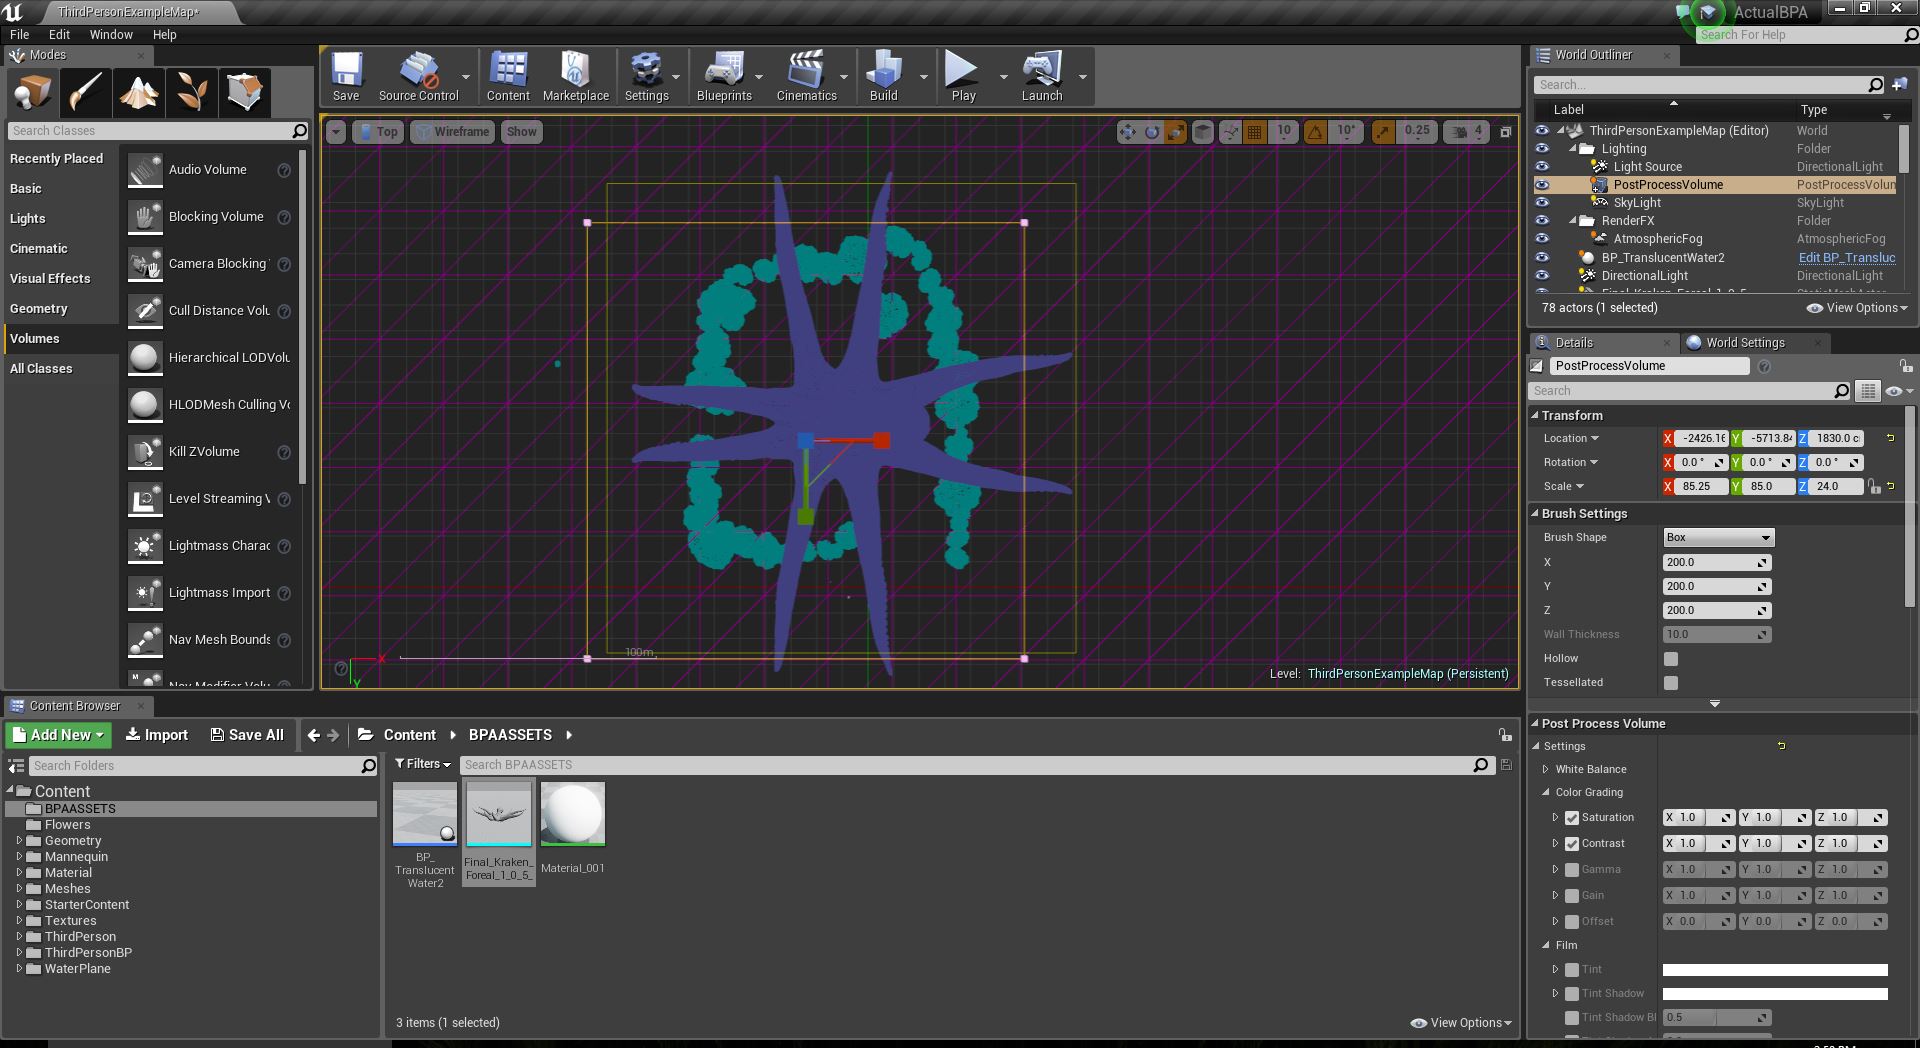 ThirdPersonExampleMap*
ActualBPA
File Edit Window Help
Search For Help
Modes
Search Classes
Recently Placed
Basic
Lights
Cinematic
Visual Effects
Geometry
Volumes
All Classes
Audio Volume
Blocking Volume
Camera Blocking
Cull Distance Volu
Hierarchical LODVolu
HLODMesh Culling Vo
Kill ZVolume
Level Streaming V
Lightmass Charac
Lightmass Import
Nav Mesh Bounds
Nav Modifier Volu
Save
Source Control
Content
Marketplace
Settings
Blueprints
Cinematics
Build
Play
Launch
Top Wireframe Show
10 10° 0.25 4
100m
X
Y
Level: ThirdPersonExampleMap (Persistent)
World Outliner
Search...
Label Type
ThirdPersonExampleMap (Editor) World
Lighting Folder
Light Source DirectionalLight
PostProcessVolume PostProcessVolun
SkyLight SkyLight
RenderFX Folder
AtmosphericFog AtmosphericFog
BP_TranslucentWater2 Edit BP_Transluc
DirectionalLight DirectionalLight
78 actors (1 selected) View Options
Details World Settings
PostProcessVolume
Search
Transform
Location X -2426.16 Y -5713.84 Z 1830.0 c
Rotation X 0.0 ° Y 0.0 ° Z 0.0 °
Scale X 85.25 Y 85.0 Z 24.0
Brush Settings
Brush Shape Box
X 200.0
Y 200.0
Z 200.0
Wall Thickness 10.0
Hollow
Tessellated
Post Process Volume
Settings
White Balance
Color Grading
Saturation X 1.0 Y 1.0 Z 1.0
Contrast X 1.0 Y 1.0 Z 1.0
Gamma X 1.0 Y 1.0 Z 1.0
Gain X 1.0 Y 1.0 Z 1.0
Offset X 0.0 Y 0.0 Z 0.0
Film
Tint
Tint Shadow
Tint Shadow Bl 0.5
Content Browser
Add New Import Save All Content BPAASSETS
Search Folders
Filters Search BPAASSETS
Content
BPAASSETS
Flowers
Geometry
Mannequin
Material
Meshes
StarterContent
Textures
ThirdPerson
ThirdPersonBP
WaterPlane
BP_
Translucent
Water2
Final_Kraken_
Foreal_1_0_5_
Material_001
3 items (1 selected) View Options